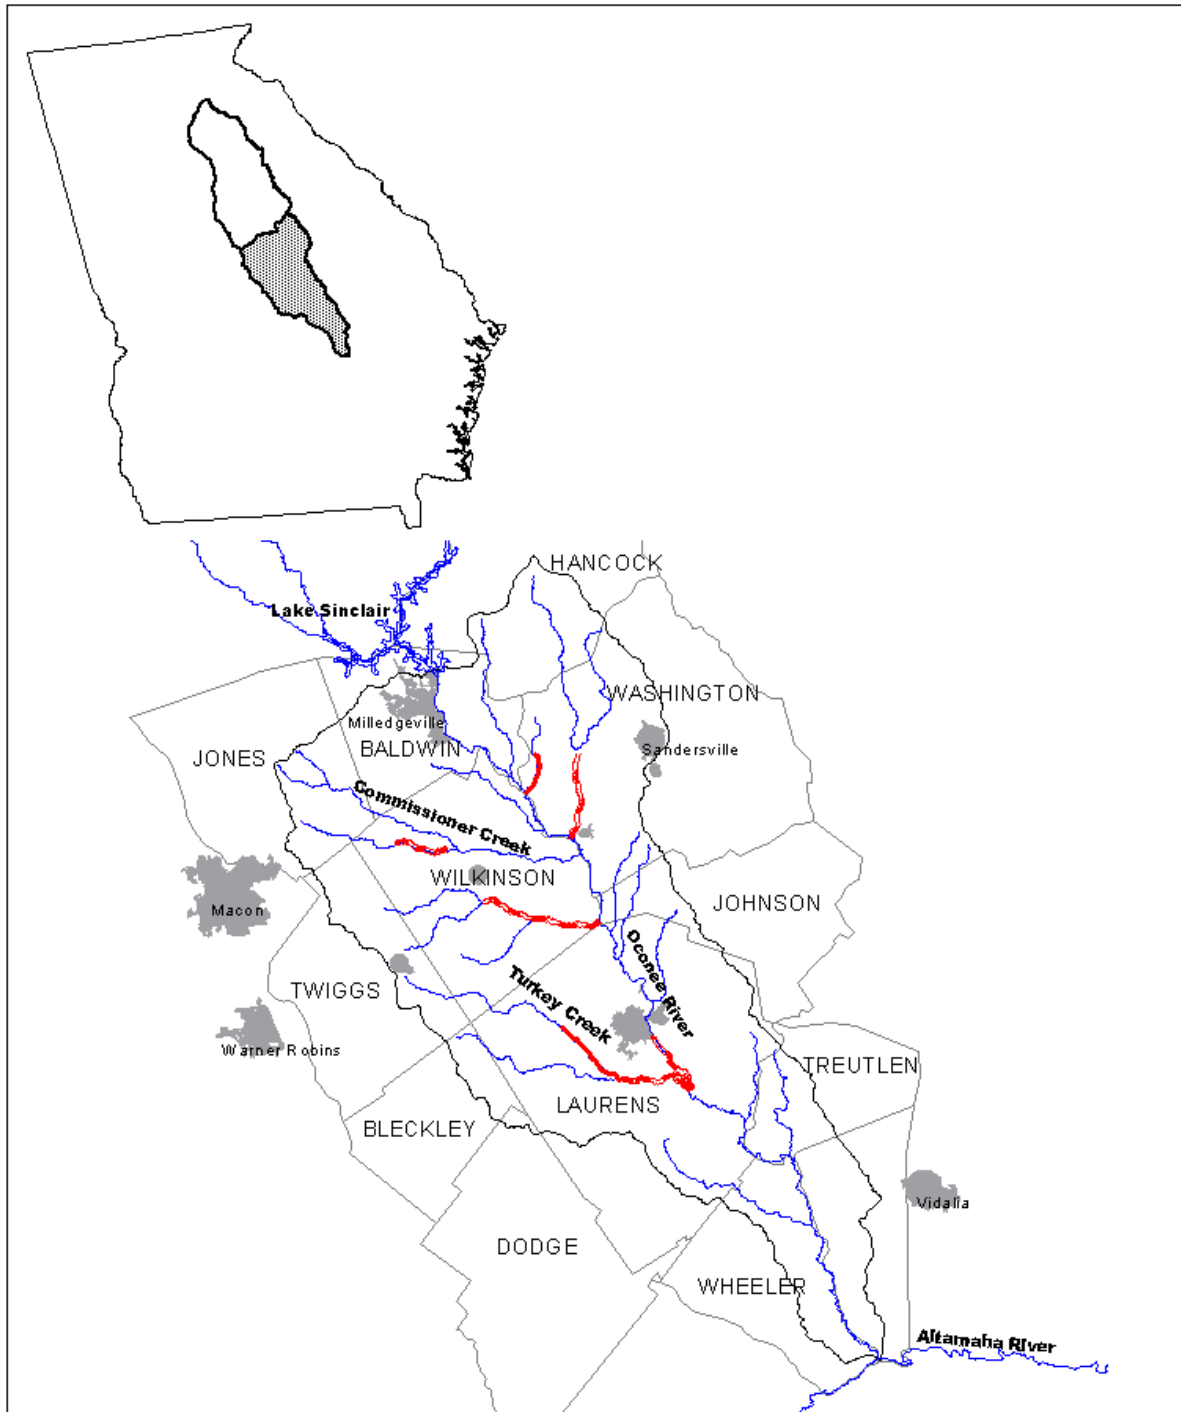 HANCOCK
Lake Sinclair
WASHINGTON
Milledgeville
Sandersville
BALDWIN
JONES
Commissioner Creek
WILKINSON
JOHNSON
Macon
Oconee River
TWIGGS
Turkey Creek
Warner Robins
TREUTLEN
LAURENS
BLECKLEY
Vidalia
DODGE
WHEELER
Altamaha River